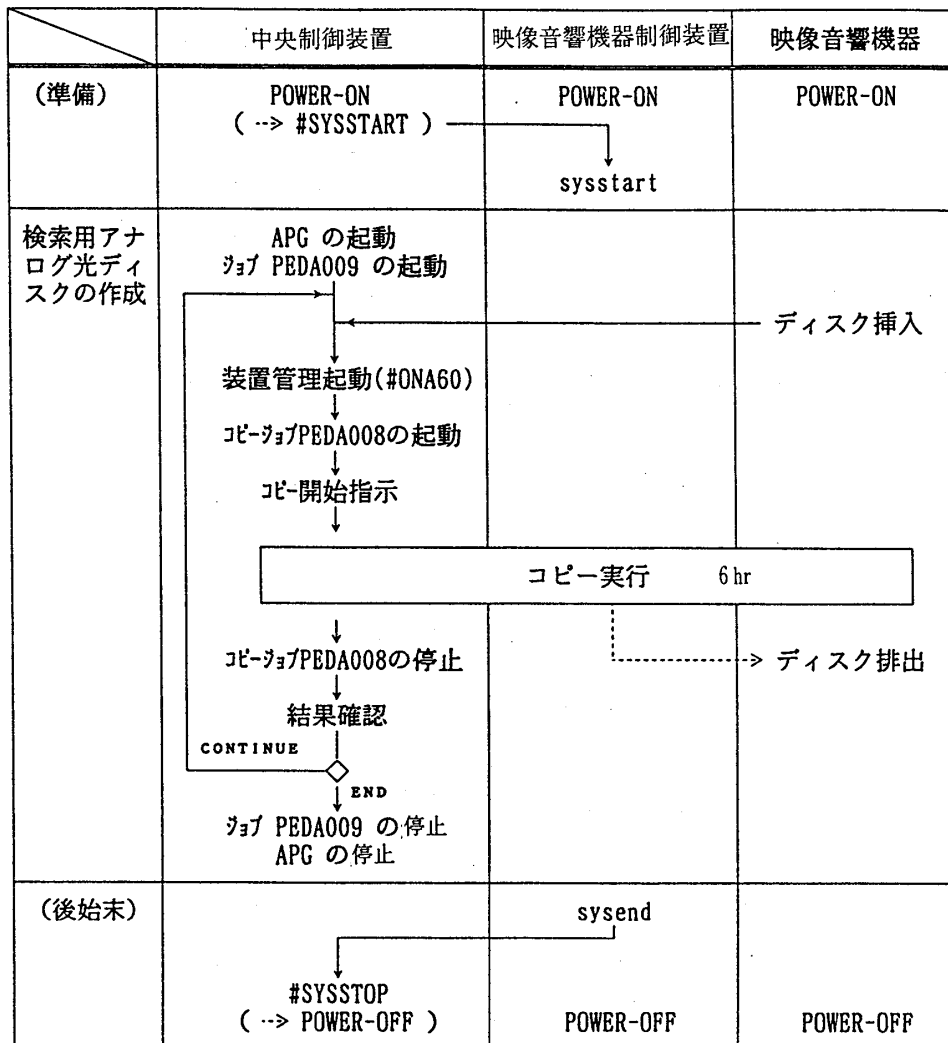 中央制御装置
映像音響機器制御装置
映像音響機器
(準備)
POWER-ON
POWER-ON
POWER-ON
( --> #SYSSTART )
sysstart
検索用アナ
ログ光ディ
スクの作成
APG の起動
ｼﾞｮﾌﾞ PEDA009 の起動
ディスク挿入
装置管理起動(#ONA60)
ｺﾋﾟｰｼﾞｮﾌﾞPEDA008の起動
ｺﾋﾟｰ開始指示
コピー実行 6hr
ｺﾋﾟｰｼﾞｮﾌﾞPEDA008の停止
ディスク排出
結果確認
CONTINUE
END
ｼﾞｮﾌﾞ PEDA009 の停止
APG の停止
(後始末)
sysend
#SYSSTOP
( --> POWER-OFF )
POWER-OFF
POWER-OFF